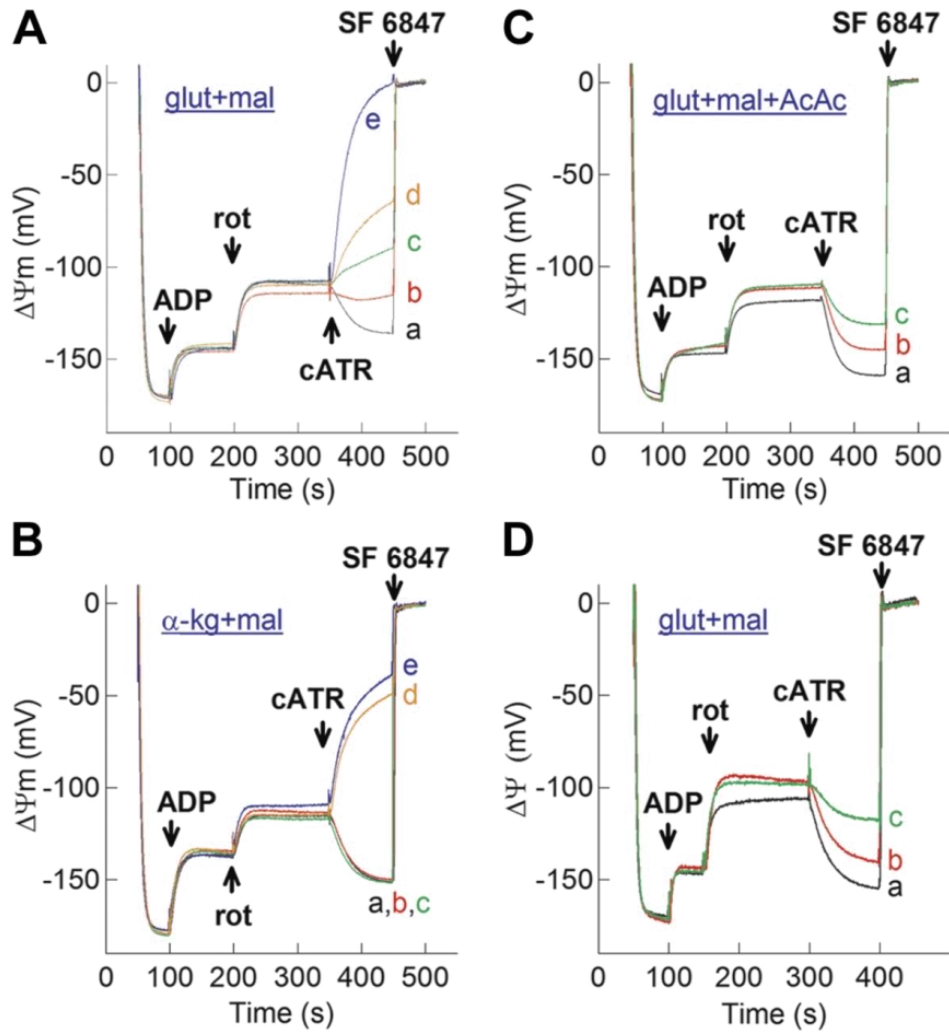 A
SF 6847
glut+mal
e
d
c
b
a
ADP
rot
cATR
0
-50
-100
-150
ΔΨm (mV)
0 100 200 300 400 500
Time (s)
C
SF 6847
glut+mal+AcAc
rot
cATR
ADP
c
b
a
0
-50
-100
-150
ΔΨm (mV)
0 100 200 300 400 500
Time (s)
B
SF 6847
α-kg+mal
e
d
cATR
ADP
rot
a,b,c
0
-50
-100
-150
ΔΨm (mV)
0 100 200 300 400 500
Time (s)
D
SF 6847
glut+mal
cATR
rot
ADP
c
b
a
0
-50
-100
-150
ΔΨ (mV)
0 100 200 300 400 500
Time (s)